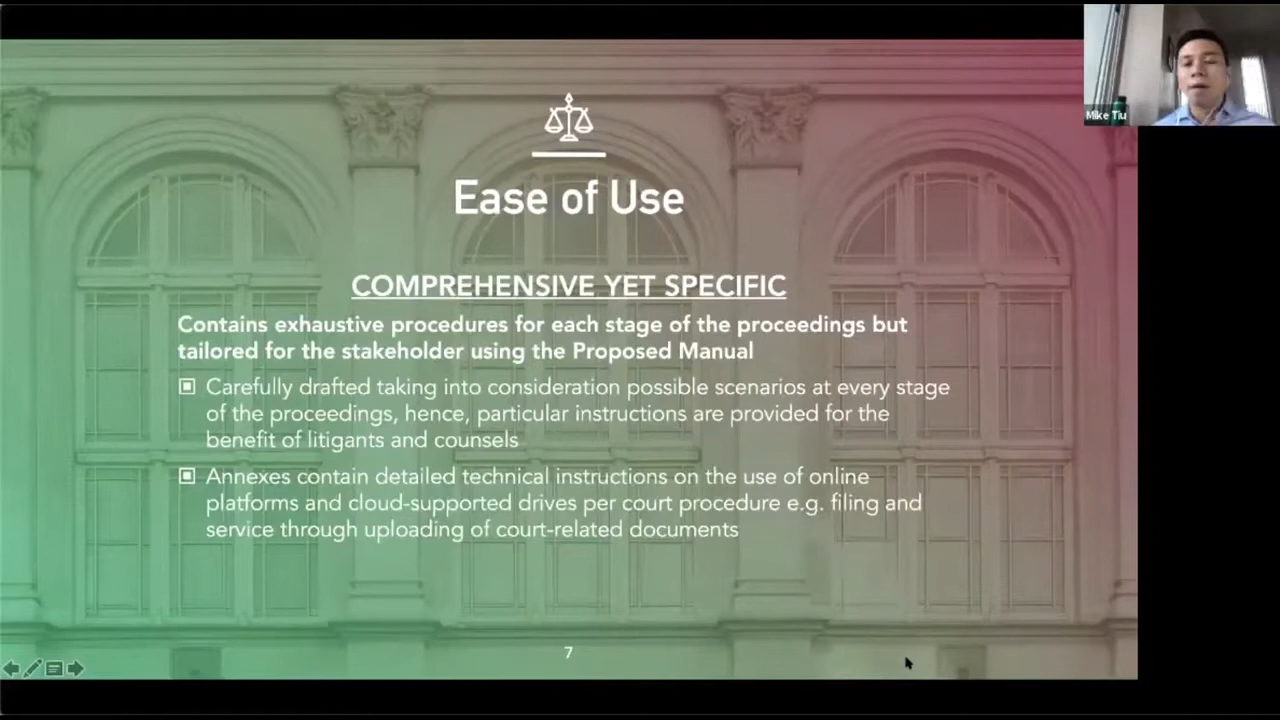 Mike Tiu
Ease of Use
COMPREHENSIVE YET SPECIFIC
Contains exhaustive procedures for each stage of the proceedings but
tailored for the stakeholder using the Proposed Manual
Carefully drafted taking into consideration possible scenarios at every stage
of the proceedings, hence, particular instructions are provided for the
benefit of litigants and counsels
Annexes contain detailed technical instructions on the use of online
platforms and cloud-supported drives per court procedure e.g. filing and
service through uploading of court-related documents
7